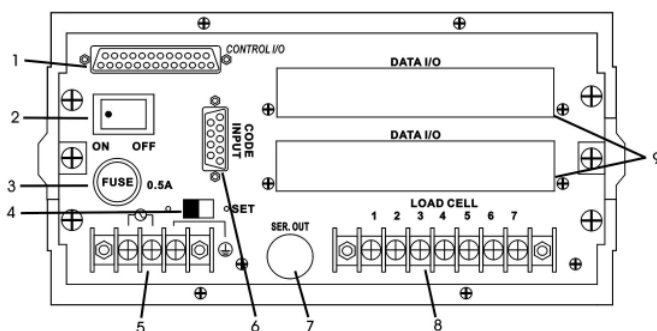 CONTROL I/O
1
DATA I/O
2
ON OFF
CODE INPUT
DATA I/O
9
3
FUSE 0.5A
4
SET
LOAD CELL
SER. OUT
1 2 3 4 5 6 7
5
6
7
8